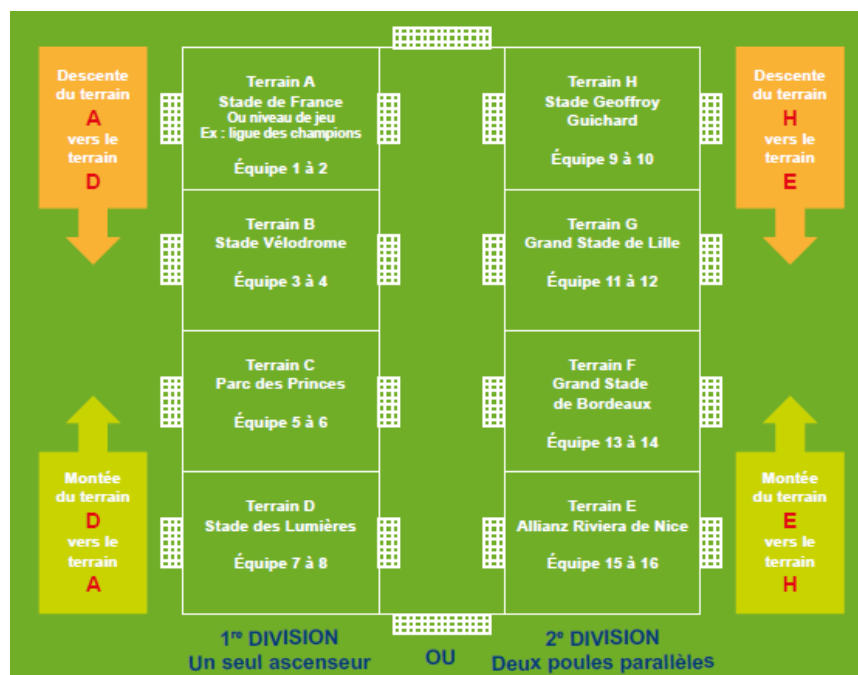 Descente
du terrain
A
vers le
terrain
D
Montée
du terrain
D
vers le
terrain
A
Terrain A
Stade de France
Ou niveau de jeu
Ex : ligue des champions
Équipe 1 à 2
Terrain B
Stade Vélodrome
Équipe 3 à 4
Terrain C
Parc des Princes
Équipe 5 à 6
Terrain D
Stade des Lumières
Équipe 7 à 8
Terrain H
Stade Geoffroy
Guichard
Équipe 9 à 10
Terrain G
Grand Stade de Lille
Équipe 11 à 12
Terrain F
Grand Stade
de Bordeaux
Équipe 13 à 14
Terrain E
Allianz Riviera de Nice
Équipe 15 à 16
Descente
du terrain
H
vers le
terrain
E
Montée
du terrain
E
vers le
terrain
H
1re DIVISION
Un seul ascenseur
OU
2e DIVISION
Deux poules parallèles